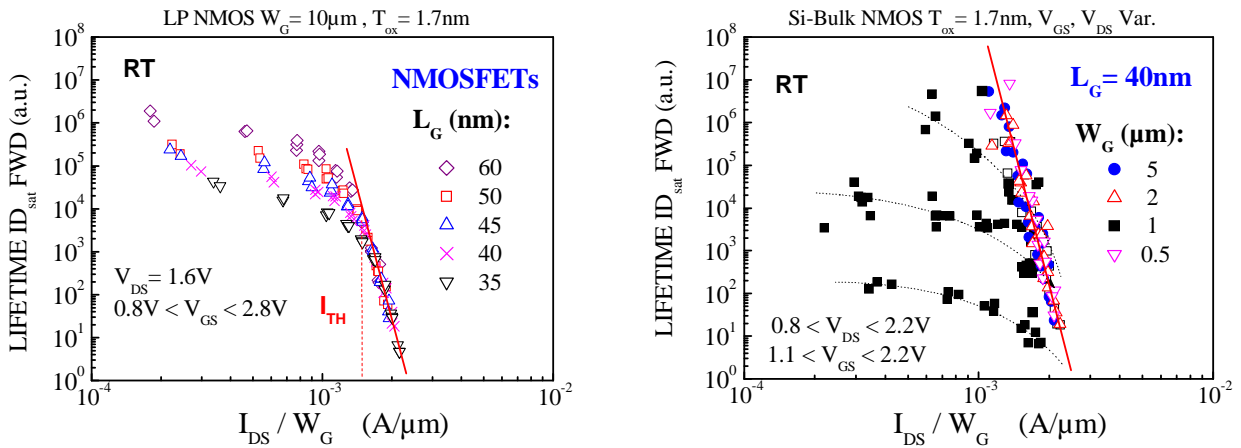 LP NMOS W_G= 10µm , T_ox= 1.7nm
LIFETIME ID_sat FWD (a.u.)
10^8
10^7
10^6
10^5
10^4
10^3
10^2
10^1
10^0
RT
NMOSFETs
L_G (nm):
60
50
45
40
35
V_DS= 1.6V
0.8V < V_GS < 2.8V
I_TH
10^-4
10^-3
10^-2
I_DS / W_G (A/µm)
Si-Bulk NMOS T_ox= 1.7nm, V_GS, V_DS Var.
LIFETIME ID_sat FWD (a.u.)
10^8
10^7
10^6
10^5
10^4
10^3
10^2
10^1
10^0
RT
L_G= 40nm
W_G (µm):
5
2
1
0.5
0.8 < V_DS < 2.2V
1.1 < V_GS < 2.2V
10^-4
10^-3
10^-2
I_DS / W_G (A/µm)